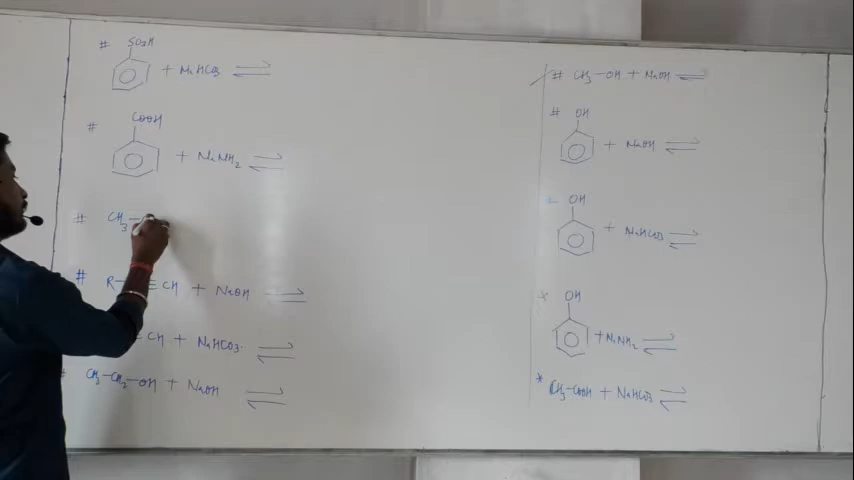 # SO3H
+ NaHCO3 ⇌
# COOH
+ NaNH2 ⇌
# CH3-
# R- ≡ CH + NaOH ⇌
CH + NaHCO3 ⇌
CH3-CH2-OH + NaOH ⇌
# CH3-OH + NaOH ⇌
# OH
+ NaOH ⇌
OH
+ NaHCO3 ⇌
* OH
+ NaNH2 ⇌
* CH3-COOH + NaHCO3 ⇌